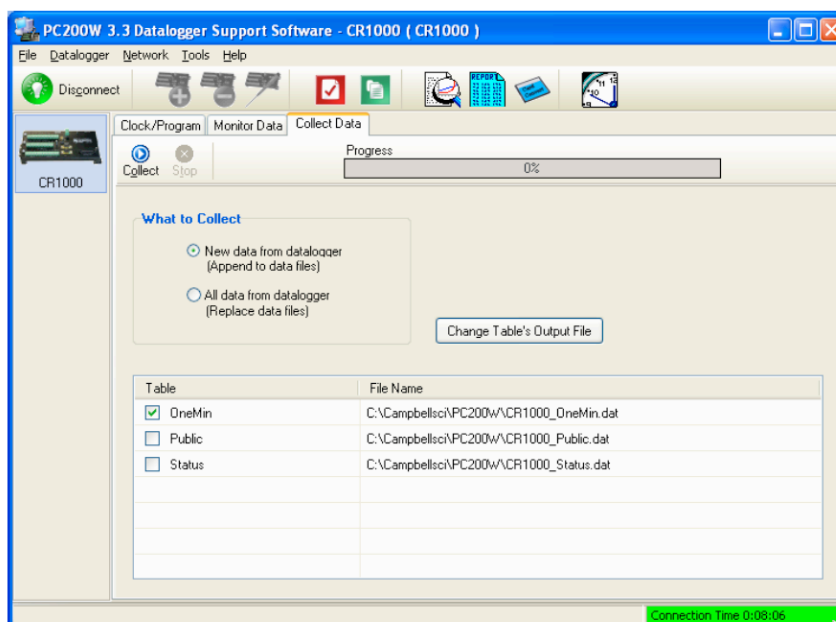 PC200W 3.3 Datalogger Support Software - CR1000 ( CR1000 )
File Datalogger Network Tools Help
Disconnect
REPORT
CR1000
Clock/Program Monitor Data Collect Data
Collect Stop
Progress
0%
What to Collect
New data from datalogger
(Append to data files)
All data from datalogger
(Replace data files)
Change Table's Output File
Table File Name
OneMin C:\Campbellsci\PC200W\CR1000_OneMin.dat
Public C:\Campbellsci\PC200W\CR1000_Public.dat
Status C:\Campbellsci\PC200W\CR1000_Status.dat
Connection Time 0:08:06